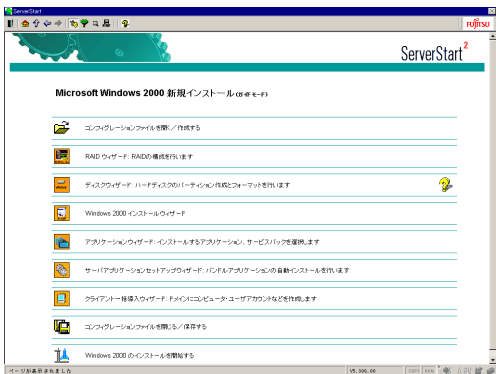 ServerStart
FUJITSU
ServerStart2
Microsoft Windows 2000 新規インストール(ガイドモード)
コンフィグレーションファイルを開く／作成する
RAID ウィザード: RAIDの構成を行います
ディスクウィザード: ハードディスクのパーティション作成とフォーマットを行います
Windows 2000 インストールウィザード
アプリケーションウィザード: インストールするアプリケーション、サービスパックを選択します
サーバアプリケーションセットアップウィザード: バンドルアプリケーションの自動インストールを行います
クライアント一括導入ウィザード: ドメインにコンピュータ・ユーザアカウントなどを作成します
コンフィグレーションファイルを閉じる／保存する
Windows 2000 のインストールを開始する
ページが表示されました
V5.306.00
CAPS NUM